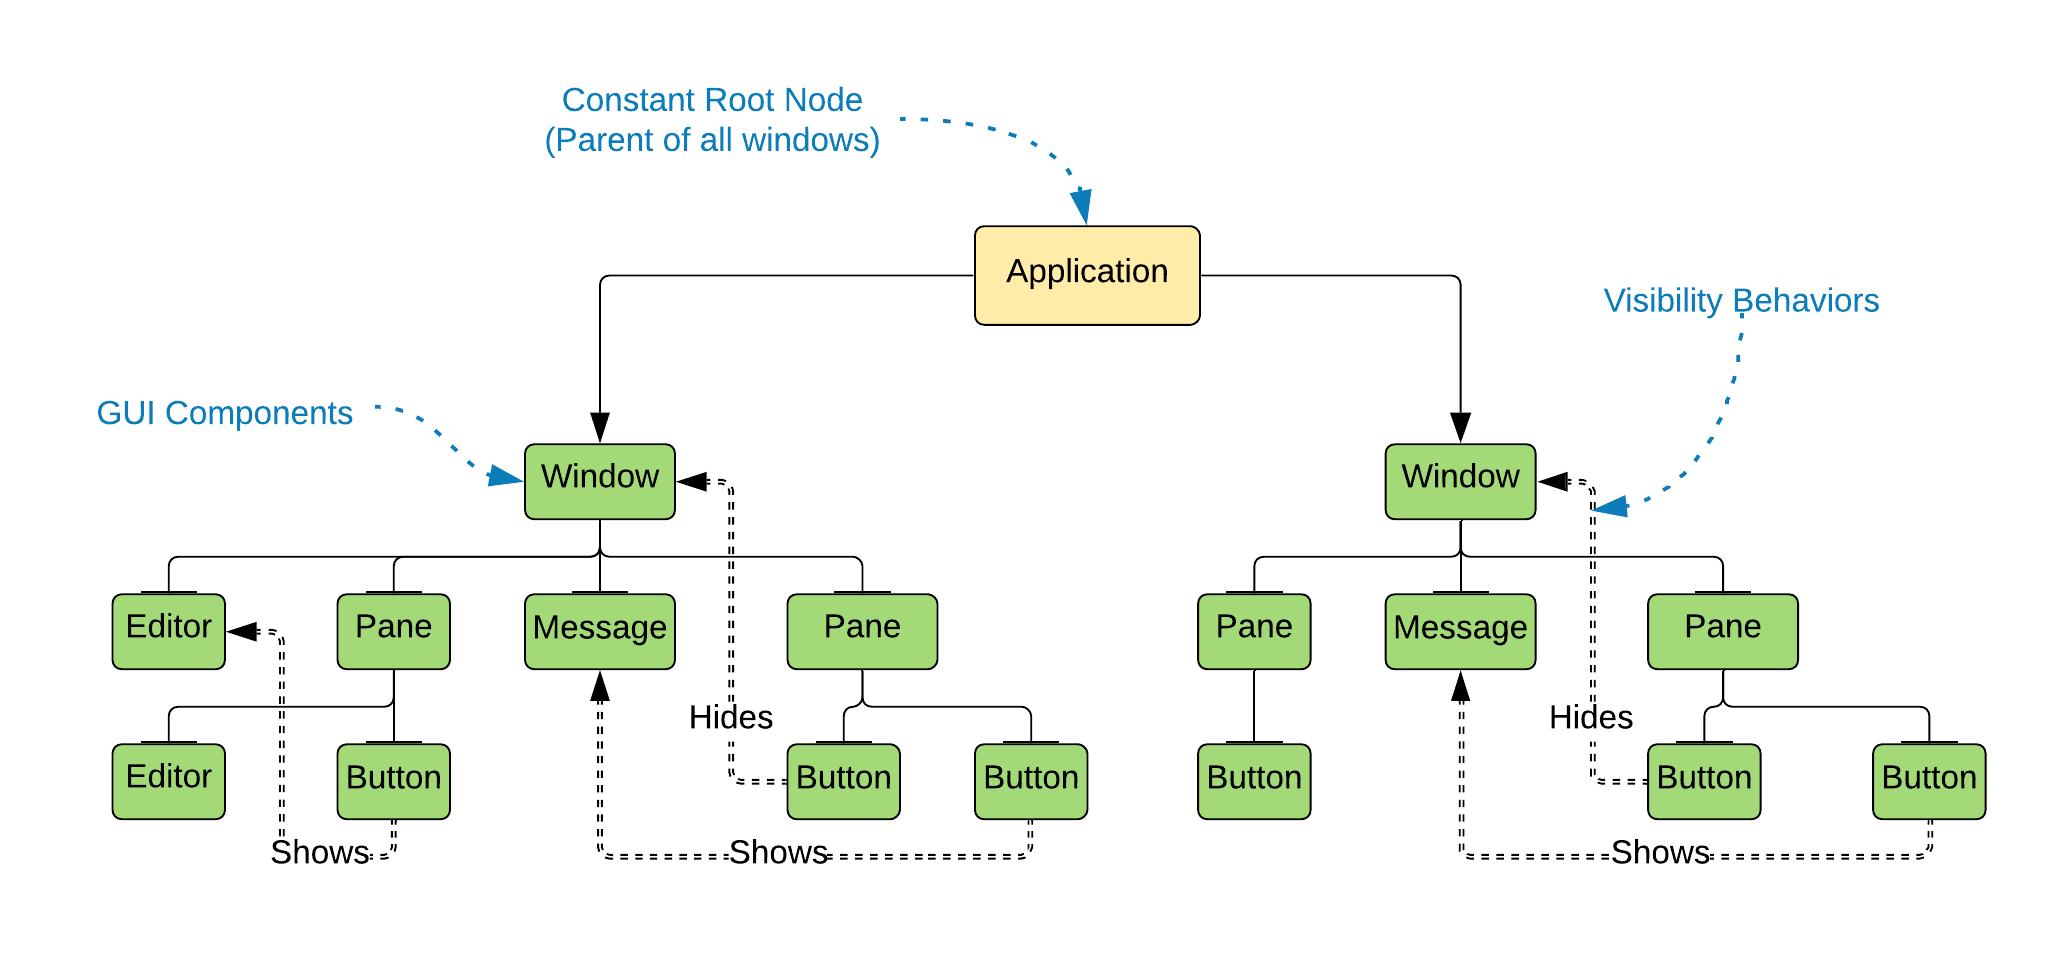 Constant Root Node
(Parent of all windows)
Application
Visibility Behaviors
GUI Components
Window
Window
Editor
Pane
Message
Pane
Pane
Message
Pane
Hides
Hides
Editor
Button
Button
Button
Button
Button
Button
Shows
Shows
Shows